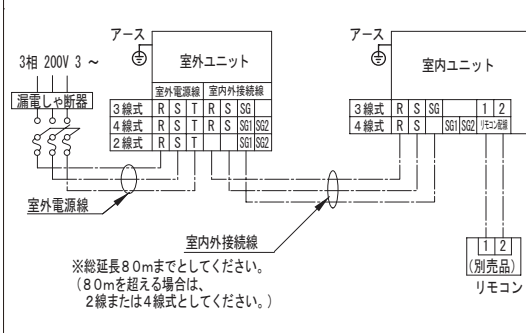 アース
3相 200V 3 ～
漏電しゃ断器
室外ユニット
室外電源線 室内外接続線
3線式 R S T R S SG
4線式 R S T R S SG1 SG2
2線式 R S T SG1 SG2
アース
室内ユニット
3線式 R S SG 1 2
4線式 R S SG1 SG2 リモコン配線
室外電源線
室内外接続線
※総延長80mまでとしてください。
(80mを超える場合は、
2線または4線式としてください。)
1 2
(別売品)
リモコン